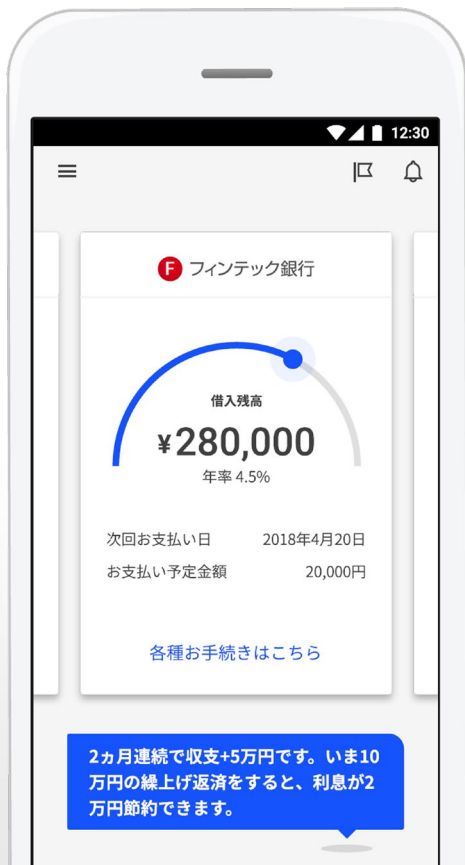 12:30
F フィンテック銀行
借入残高
¥280,000
年率 4.5%
次回お支払い日 2018年4月20日
お支払い予定金額 20,000円
各種お手続きはこちら
2ヵ月連続で収支+5万円です。いま10
万円の繰上げ返済をすると、利息が2
万円節約できます。